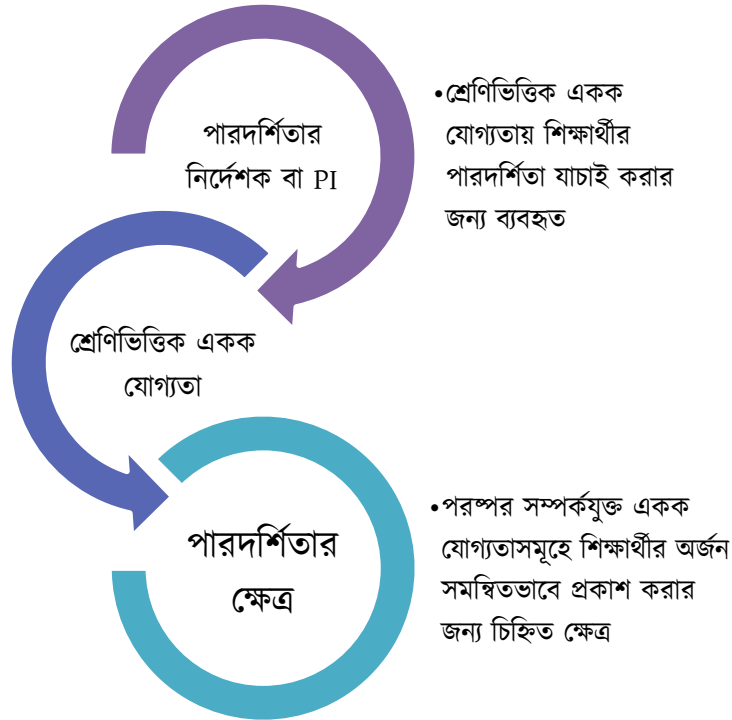 পারদর্শিতার
নির্দেশক বা PI
•শ্রেণিভিত্তিক একক
যোগ্যতায় শিক্ষার্থীর
পারদর্শিতা যাচাই করার
জন্য ব্যবহৃত
শ্রেণিভিত্তিক একক
যোগ্যতা
পারদর্শিতার
ক্ষেত্র
•পরষ্পর সম্পর্কযুক্ত একক
যোগ্যতাসমূহে শিক্ষার্থীর অর্জন
সমন্বিতভাবে প্রকাশ করার
জন্য চিহ্নিত ক্ষেত্র